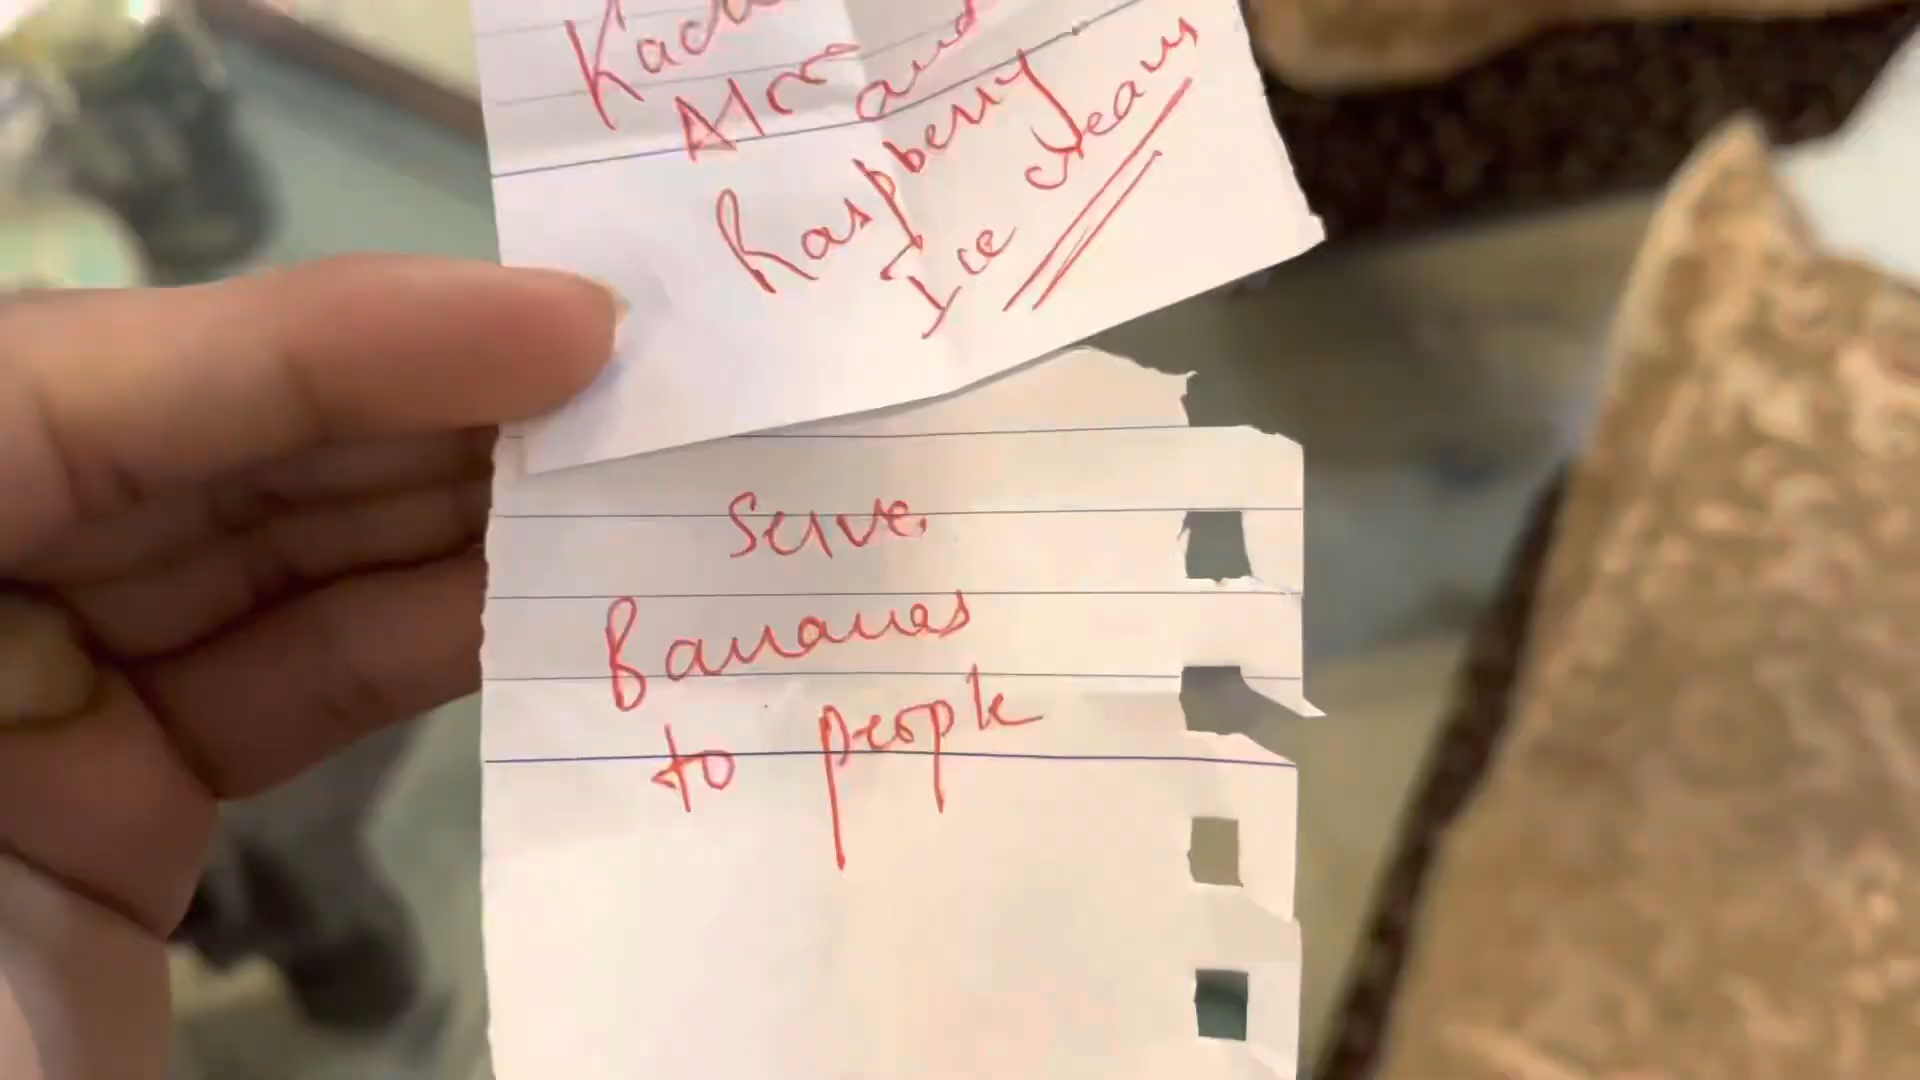 and
Raspberry
Ice cream
Serve
Bananas
to people